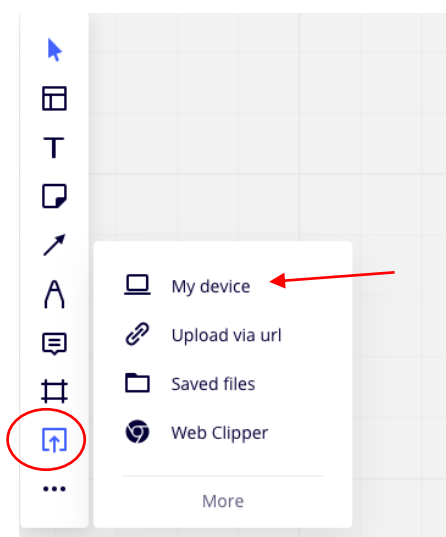 My device
Upload via url
Saved files
Web Clipper
More